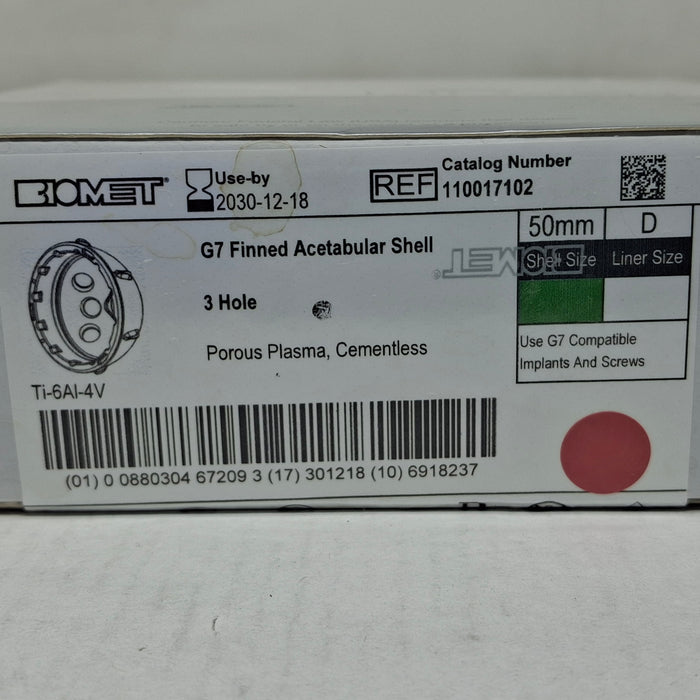 BIOMET®
Use-by
2030-12-18
REF
Catalog Number
110017102
50mm D
Shell Size Liner Size
G7 Finned Acetabular Shell
BIOMET®
3 Hole
Porous Plasma, Cementless
Use G7 Compatible
Implants And Screws
Ti-6Al-4V
(01) 0 0880304 67209 3 (17) 301218 (10) 6918237